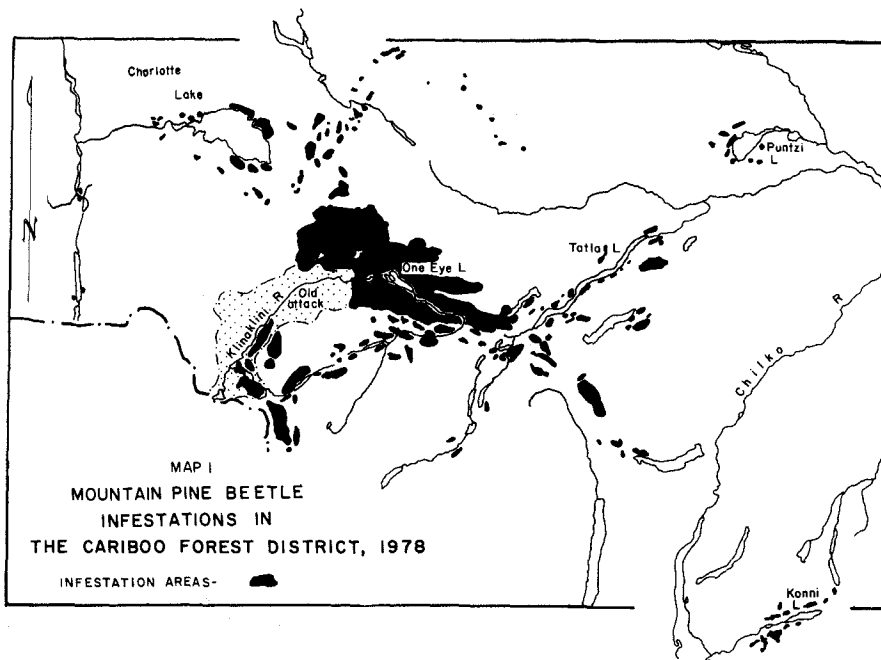 Charlotte
Lake
Puntzi
L
N
Tatla L
One Eye L
Old
attack
Klinaklini R
Chilko R
MAP I
MOUNTAIN PINE BEETLE
INFESTATIONS IN
THE CARIBOO FOREST DISTRICT, 1978
INFESTATION AREAS-
Konni
L